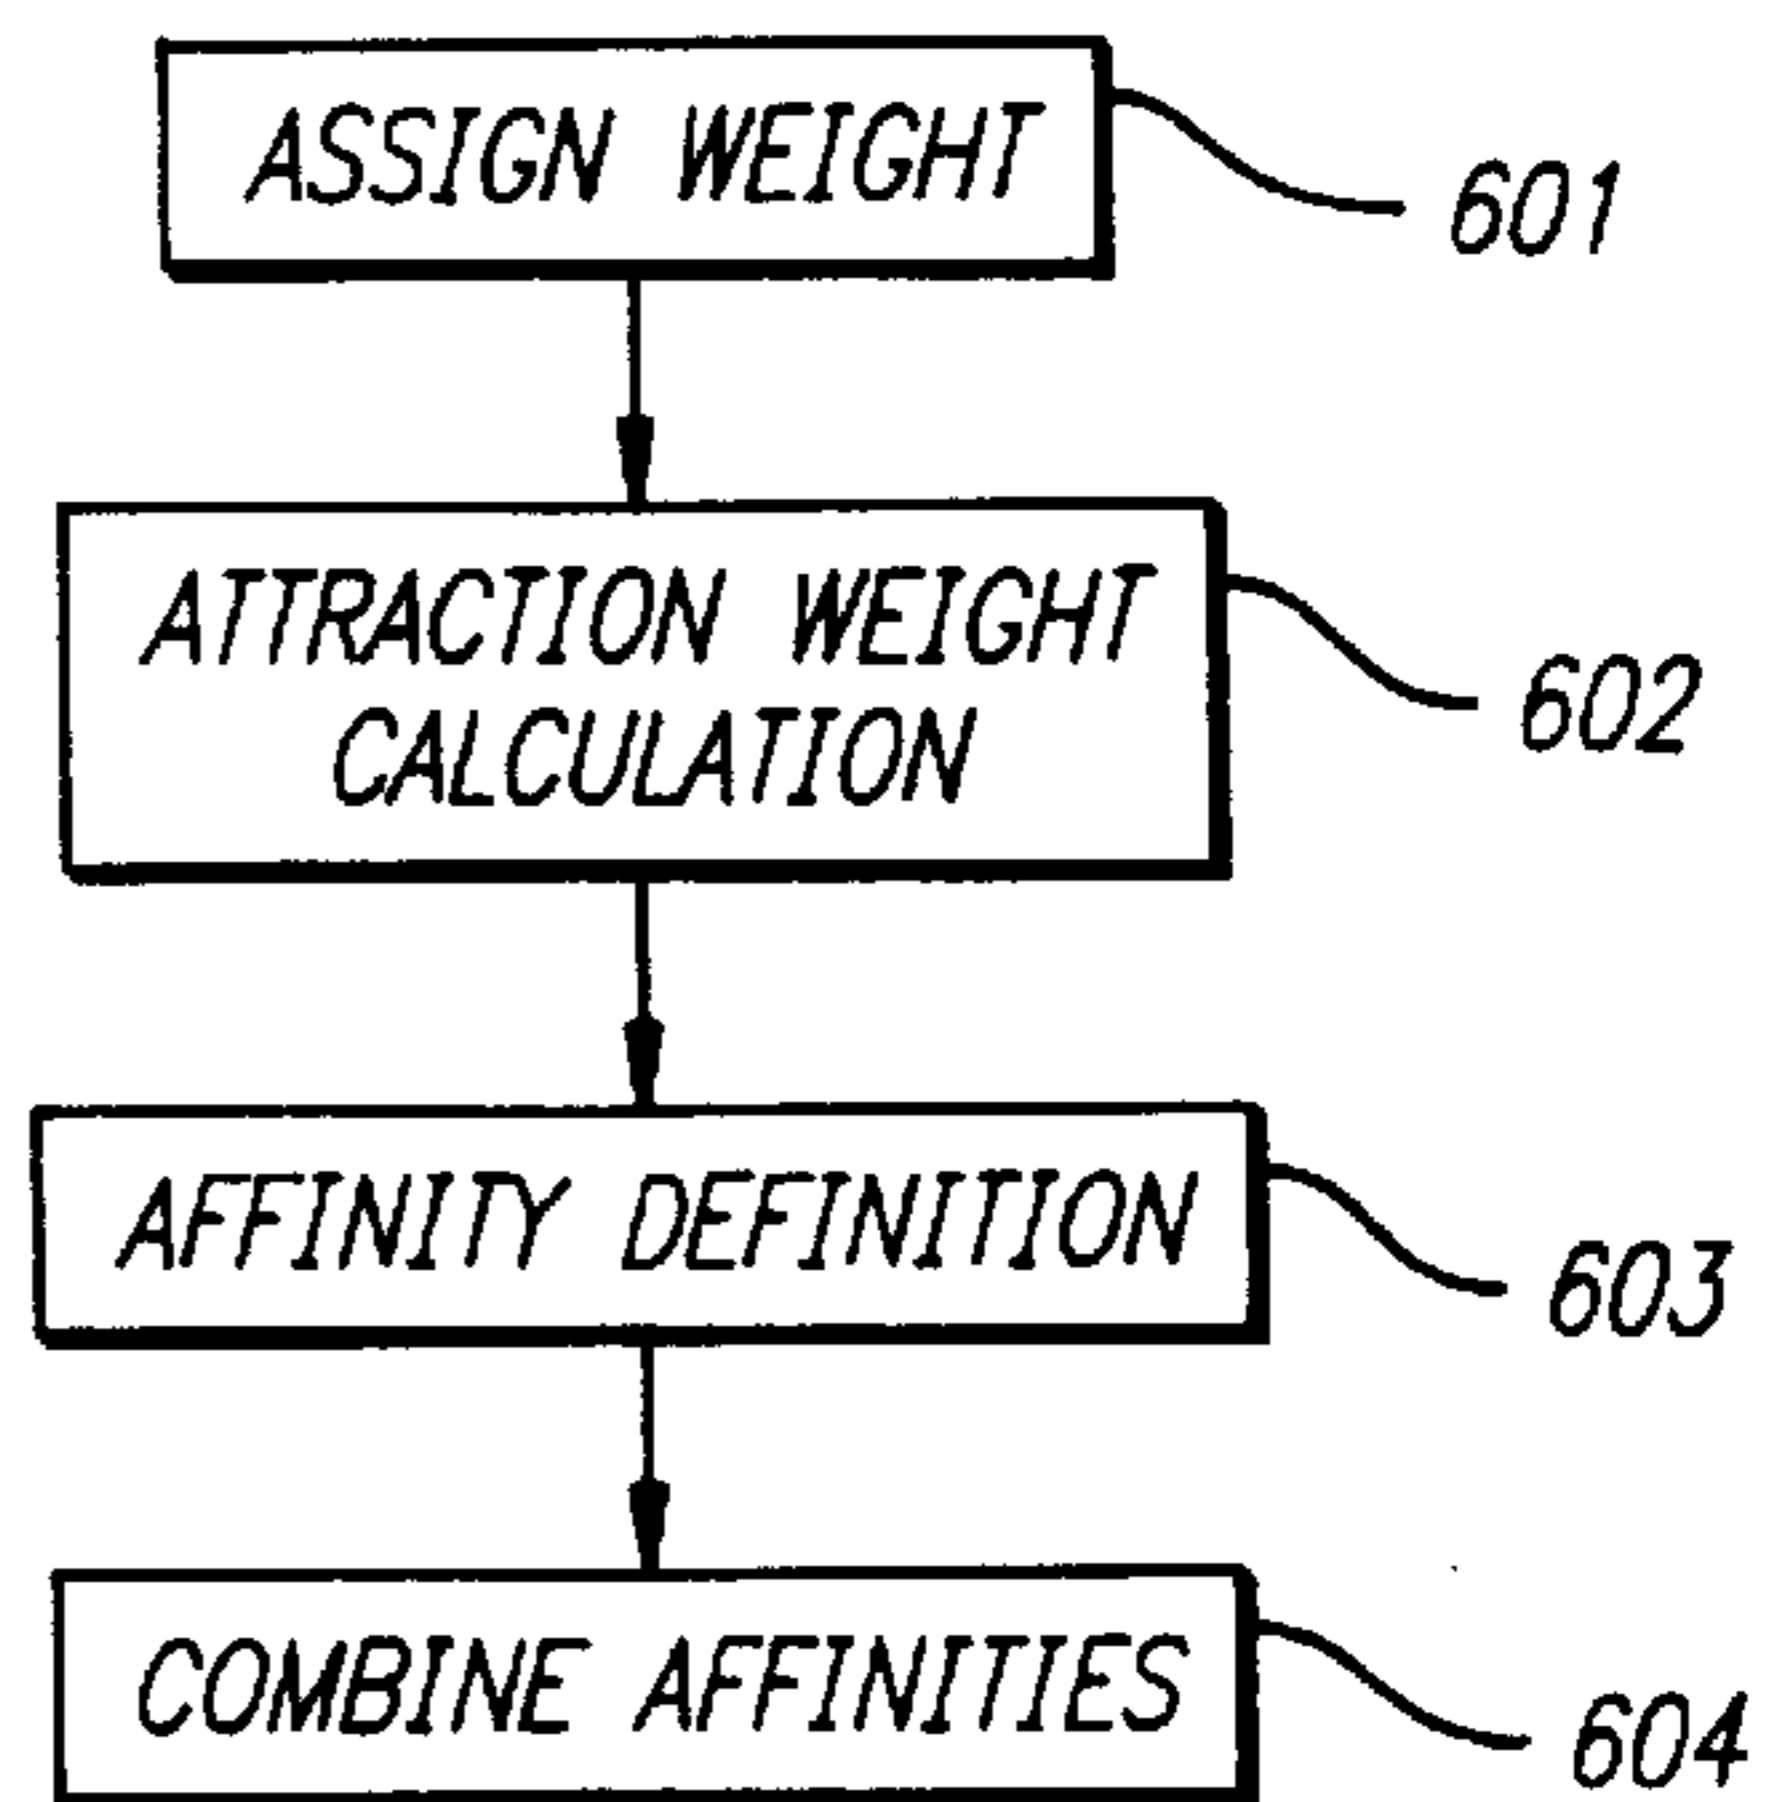 ASSIGN WEIGHT
601
ATTRACTION WEIGHT
CALCULATION
602
AFFINITY DEFINITION
603
COMBINE AFFINITIES
604